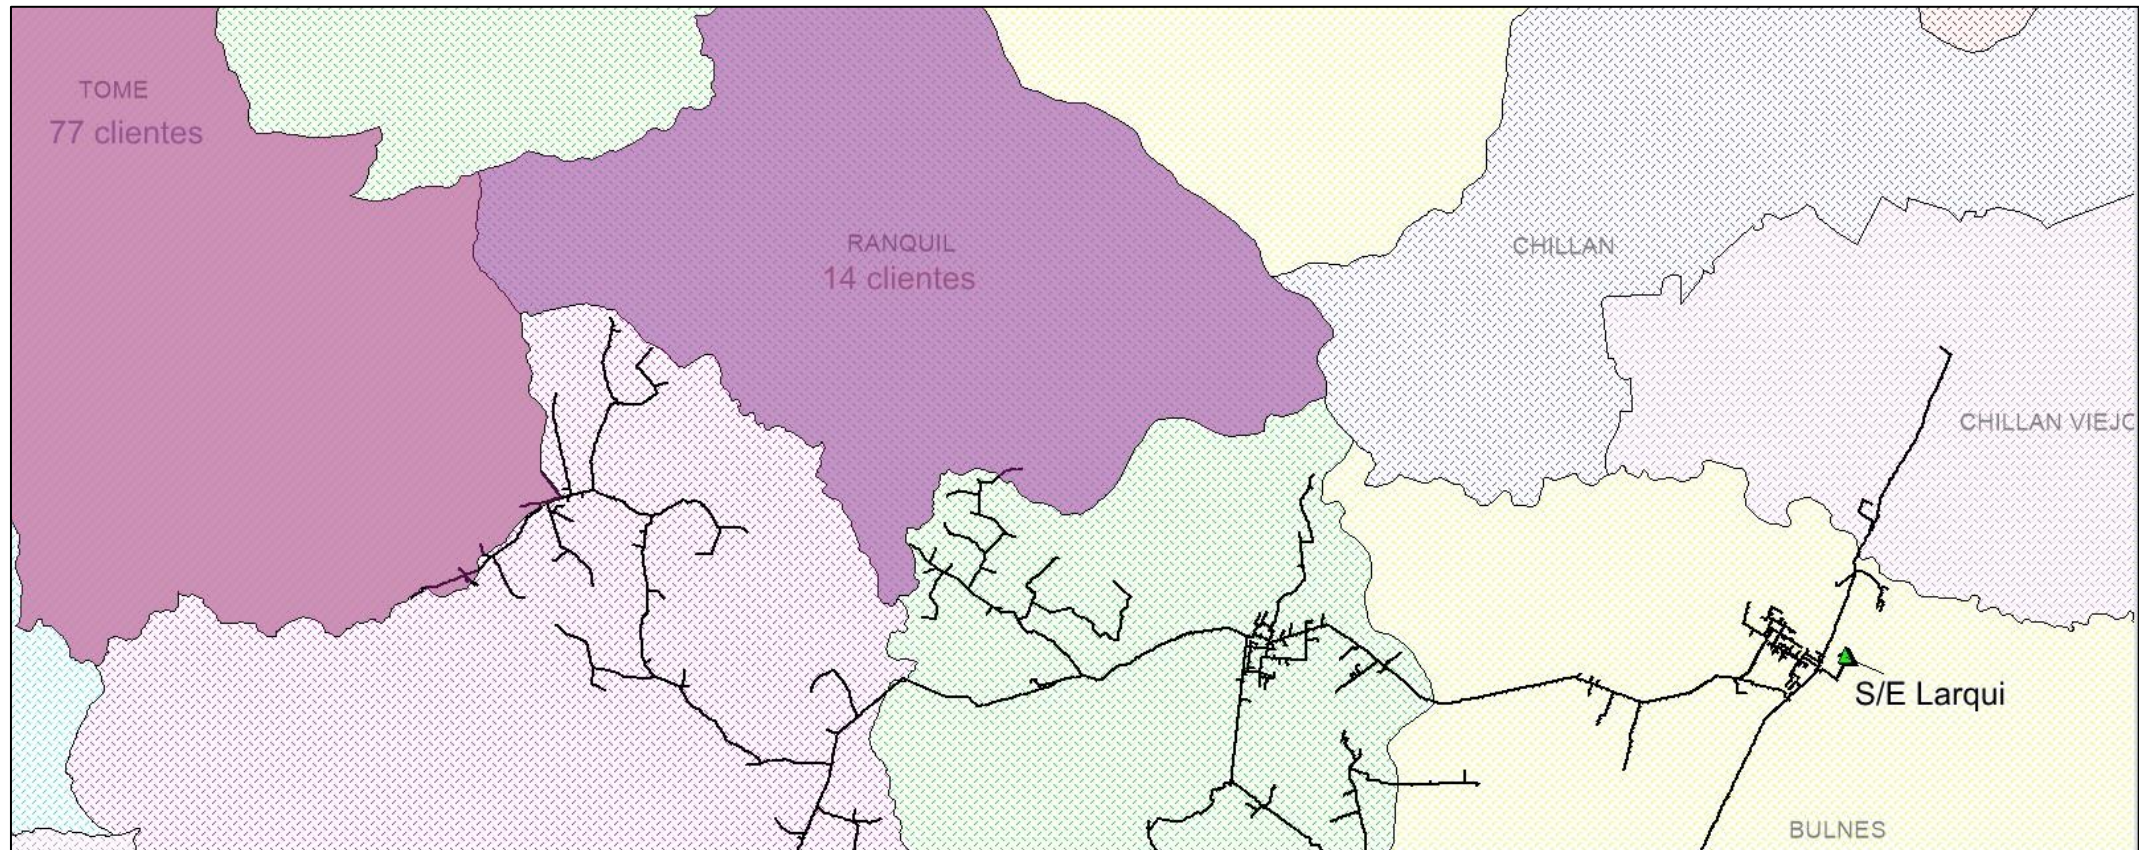 TOME
77 clientes
RANQUIL
14 clientes
CHILLAN
CHILLAN VIEJO
S/E Larqui
BULNES